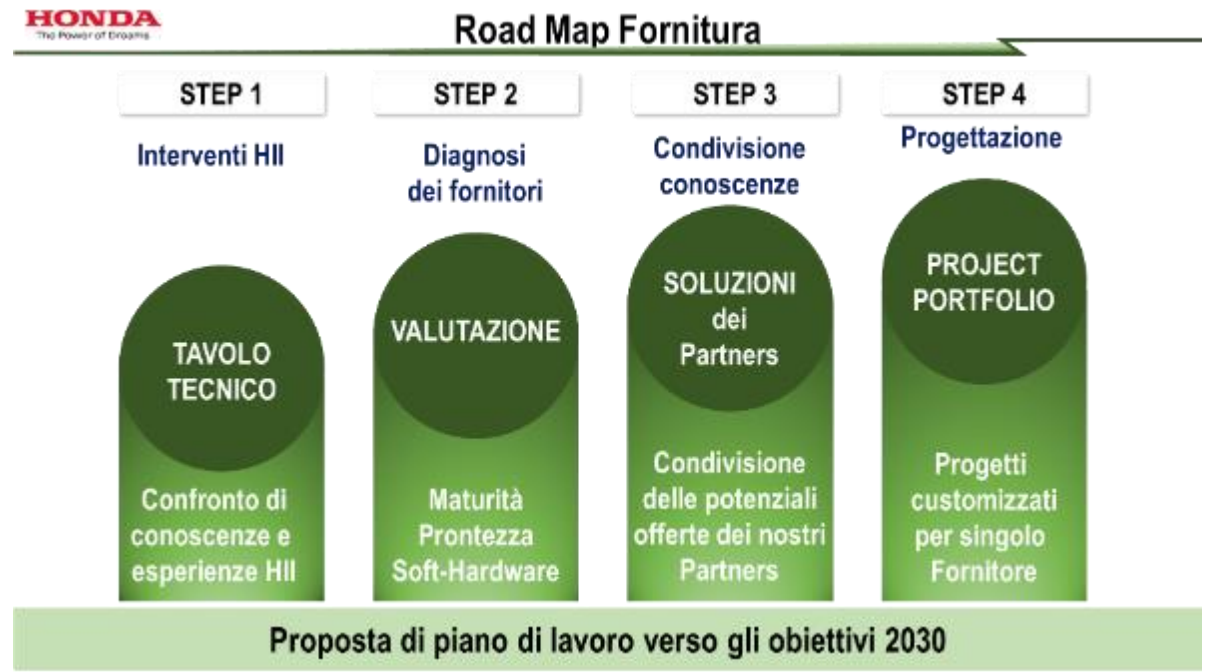 HONDA
The Power of Dreams
Road Map Fornitura
STEP 1
STEP 2
STEP 3
STEP 4
Interventi HII
Diagnosi
dei fornitori
Condivisione
conoscenze
Progettazione
TAVOLO
TECNICO
VALUTAZIONE
SOLUZIONI
dei
Partners
PROJECT
PORTFOLIO
Confronto di
conoscenze e
esperienze HII
Maturità
Prontezza
Soft-Hardware
Condivisione
delle potenziali
offerte dei nostri
Partners
Progetti
customizzati
per singolo
Fornitore
Proposta di piano di lavoro verso gli obiettivi 2030